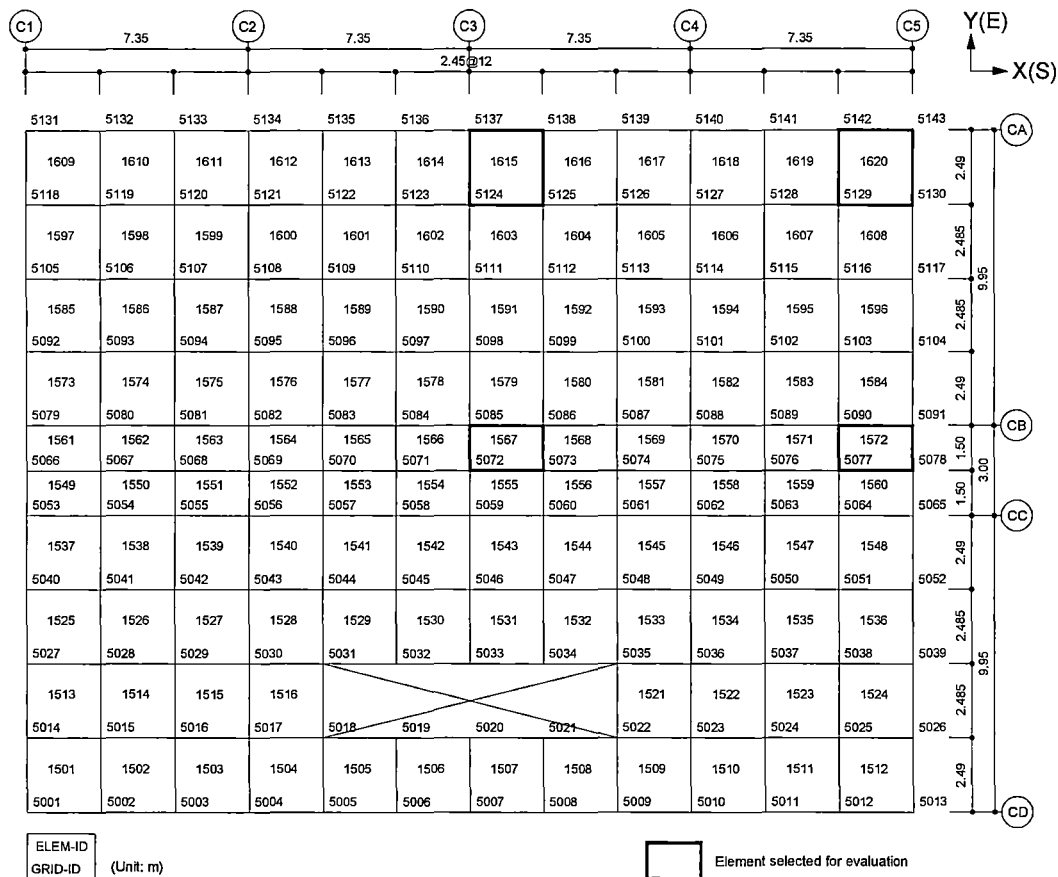 C1 C2 C3 C4 C5
Y(E)
7.35 7.35 7.35 7.35
2.45@12
X(S)
5131 5132 5133 5134 5135 5136 5137 5138 5139 5140 5141 5142 5143
CA
1609 1610 1611 1612 1613 1614 1615 1616 1617 1618 1619 1620
2.49
5118 5119 5120 5121 5122 5123 5124 5125 5126 5127 5128 5129 5130
1597 1598 1599 1600 1601 1602 1603 1604 1605 1606 1607 1608
2.485
5105 5106 5107 5108 5109 5110 5111 5112 5113 5114 5115 5116 5117
9.95
1585 1586 1587 1588 1589 1590 1591 1592 1593 1594 1595 1596
2.485
5092 5093 5094 5095 5096 5097 5098 5099 5100 5101 5102 5103 5104
1573 1574 1575 1576 1577 1578 1579 1580 1581 1582 1583 1584
2.49
5079 5080 5081 5082 5083 5084 5085 5086 5087 5088 5089 5090 5091
CB
1561 1562 1563 1564 1565 1566 1567 1568 1569 1570 1571 1572
1.50
5066 5067 5068 5069 5070 5071 5072 5073 5074 5075 5076 5077 5078
3.00
1549 1550 1551 1552 1553 1554 1555 1556 1557 1558 1559 1560
1.50
5053 5054 5055 5056 5057 5058 5059 5060 5061 5062 5063 5064 5065
CC
1537 1538 1539 1540 1541 1542 1543 1544 1545 1546 1547 1548
2.49
5040 5041 5042 5043 5044 5045 5046 5047 5048 5049 5050 5051 5052
1525 1526 1527 1528 1529 1530 1531 1532 1533 1534 1535 1536
2.485
5027 5028 5029 5030 5031 5032 5033 5034 5035 5036 5037 5038 5039
9.95
1513 1514 1515 1516 1521 1522 1523 1524
2.485
5014 5015 5016 5017 5018 5019 5020 5021 5022 5023 5024 5025 5026
1501 1502 1503 1504 1505 1506 1507 1508 1509 1510 1511 1512
2.49
5001 5002 5003 5004 5005 5006 5007 5008 5009 5010 5011 5012 5013
CD
ELEM-ID
GRID-ID
(Unit: m)
Element selected for evaluation